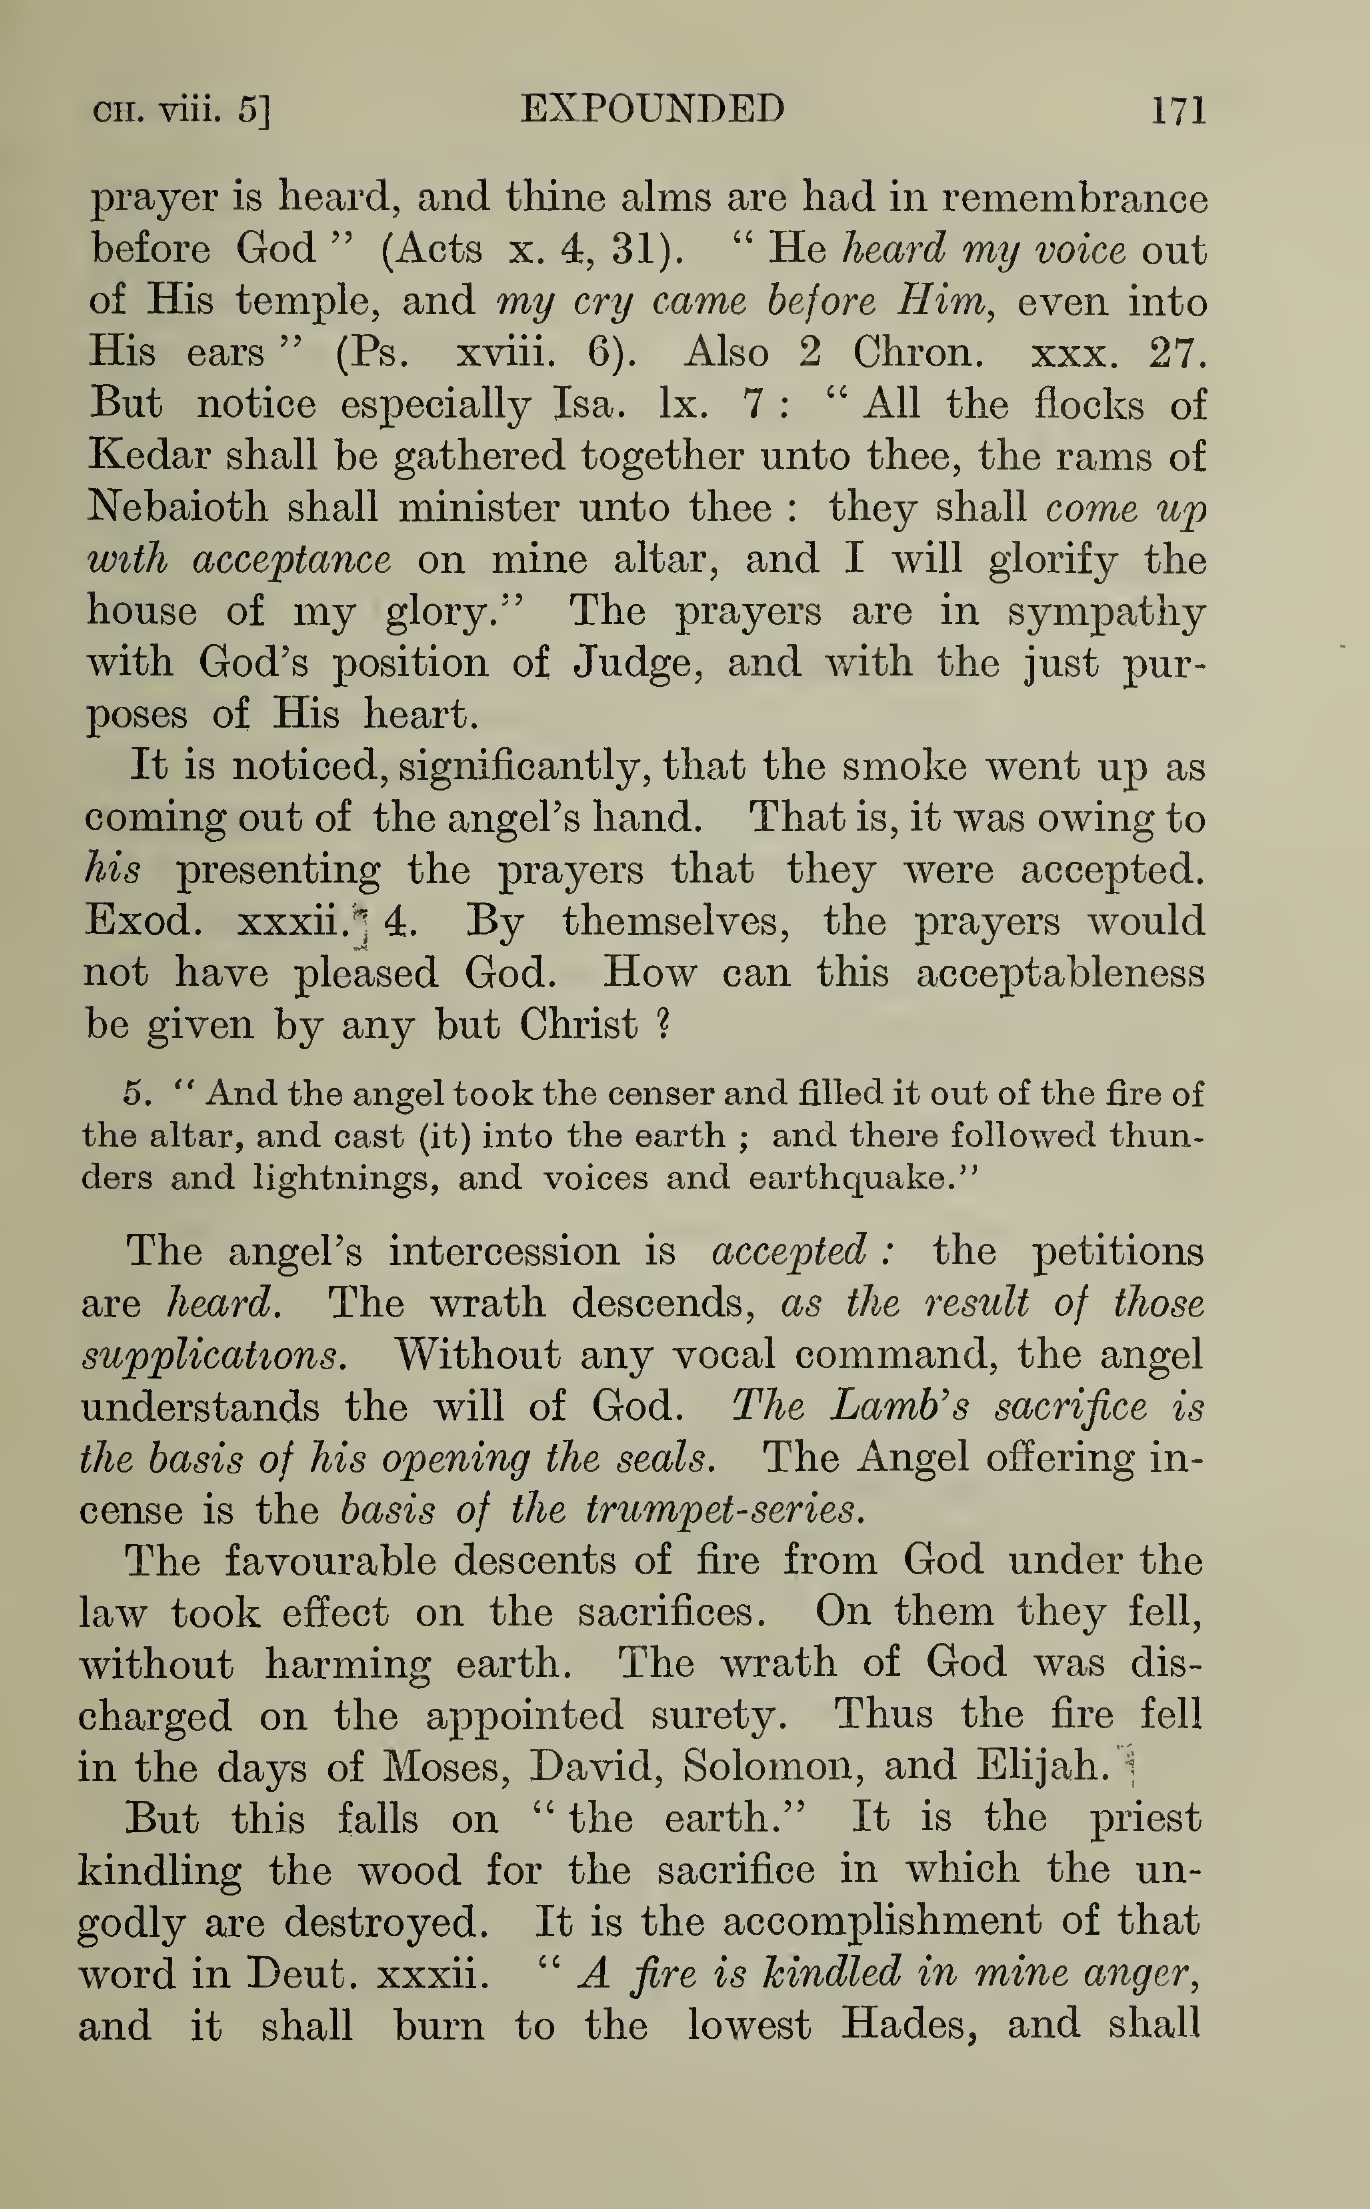 CH. viii. 5] EXPOUNDED 171
prayer is heard, and thine alms are had in remembrance
before God " (Acts x. 4, 31). " He heard my voice out
of His temple, and my cry came before Him, even into
His ears " (Ps. xviii. 6). Also 2 Chron. xxx. 27.
But notice especially Isa. lx. 7 : " All the flocks of
Kedar shall be gathered together unto thee, the rams of
Nebaioth shall minister unto thee : they shall come up
with acceptance on mine altar, and I will glorify the
house of my glory." The prayers are in sympathy
with God's position of Judge, and with the just pur-
poses of His heart.
It is noticed, significantly, that the smoke went up as
coming out of the angel's hand. That is, it was owing to
his presenting the prayers that they were accepted.
Exod. xxxii. 4. By themselves, the prayers would
not have pleased God. How can this acceptableness
be given by any but Christ ?
5. " And the angel took the censer and filled it out of the fire of
the altar, and cast (it) into the earth ; and there followed thun-
ders and lightnings, and voices and earthquake."
The angel's intercession is accepted : the petitions
are heard. The wrath descends, as the result of those
supplications. Without any vocal command, the angel
understands the will of God. The Lamb's sacrifice is
the basis of his opening the seals. The Angel offering in-
cense is the basis of the trumpet-series.
The favourable descents of fire from God under the
law took effect on the sacrifices. On them they fell,
without harming earth. The wrath of God was dis-
charged on the appointed surety. Thus the fire fell
in the days of Moses, David, Solomon, and Elijah.
But this falls on " the earth." It is the priest
kindling the wood for the sacrifice in which the un-
godly are destroyed. It is the accomplishment of that
word in Deut. xxxii. " A fire is kindled in mine anger,
and it shall burn to the lowest Hades, and shall